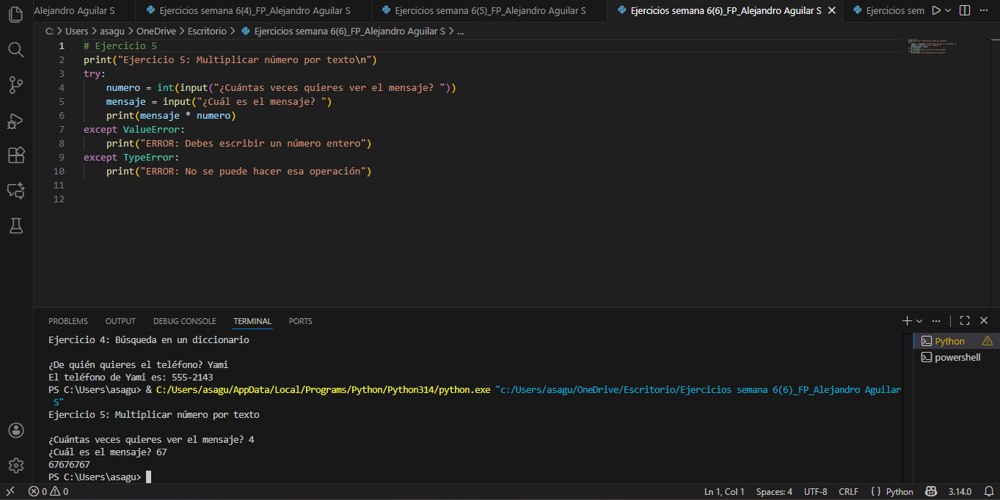 Alejandro Aguilar S
Ejercicios semana 6(4)_FP_Alejandro Aguilar S
Ejercicios semana 6(5)_FP_Alejandro Aguilar S
Ejercicios semana 6(6)_FP_Alejandro Aguilar S
Ejercicios sem
C: > Users > asagu > OneDrive > Escritorio > Ejercicios semana 6(6)_FP_Alejandro Aguilar S > ...
1 # Ejercicio 5
2 print("Ejercicio 5: Multiplicar número por texto\n")
3 try:
4     numero = int(input("¿Cuántas veces quieres ver el mensaje? "))
5     mensaje = input("¿Cuál es el mensaje? ")
6     print(mensaje * numero)
7 except ValueError:
8     print("ERROR: Debes escribir un número entero")
9 except TypeError:
10     print("ERROR: No se puede hacer esa operación")
11
12
PROBLEMS OUTPUT DEBUG CONSOLE TERMINAL PORTS
Ejercicio 4: Búsqueda en un diccionario
¿De quién quieres el teléfono? Yami
El teléfono de Yami es: 555-2143
PS C:\Users\asagu> & C:/Users/asagu/AppData/Local/Programs/Python/Python314/python.exe "c:/Users/asagu/OneDrive/Escritorio/Ejercicios semana 6(6)_FP_Alejandro Aguilar
S"
Ejercicio 5: Multiplicar número por texto
¿Cuántas veces quieres ver el mensaje? 4
¿Cuál es el mensaje? 67
67676767
PS C:\Users\asagu>
Python
powershell
0 0 Ln 1, Col 1 Spaces: 4 UTF-8 CRLF { } Python 3.14.0